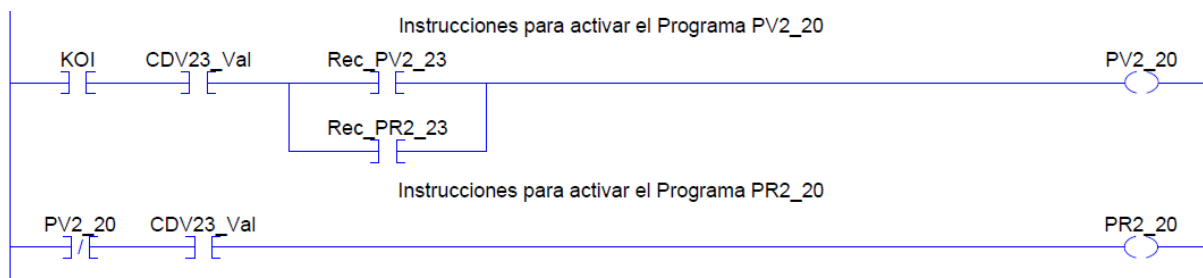 Instrucciones para activar el Programa PV2_20
KOI CDV23_Val Rec_PV2_23 PV2_20
Rec_PR2_23
Instrucciones para activar el Programa PR2_20
PV2_20 CDV23_Val PR2_20